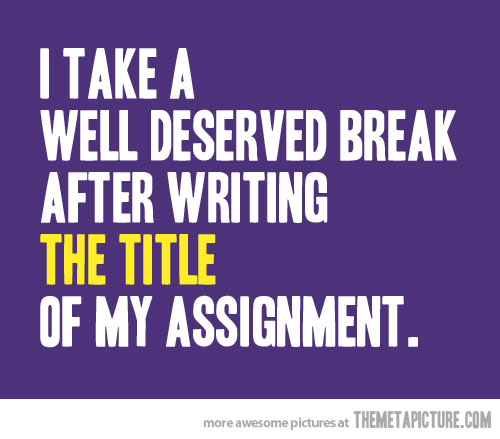 I TAKE A
WELL DESERVED BREAK
AFTER WRITING
THE TITLE
OF MY ASSIGNMENT.
more awesome pictures at THEMETAPICTURE.COM